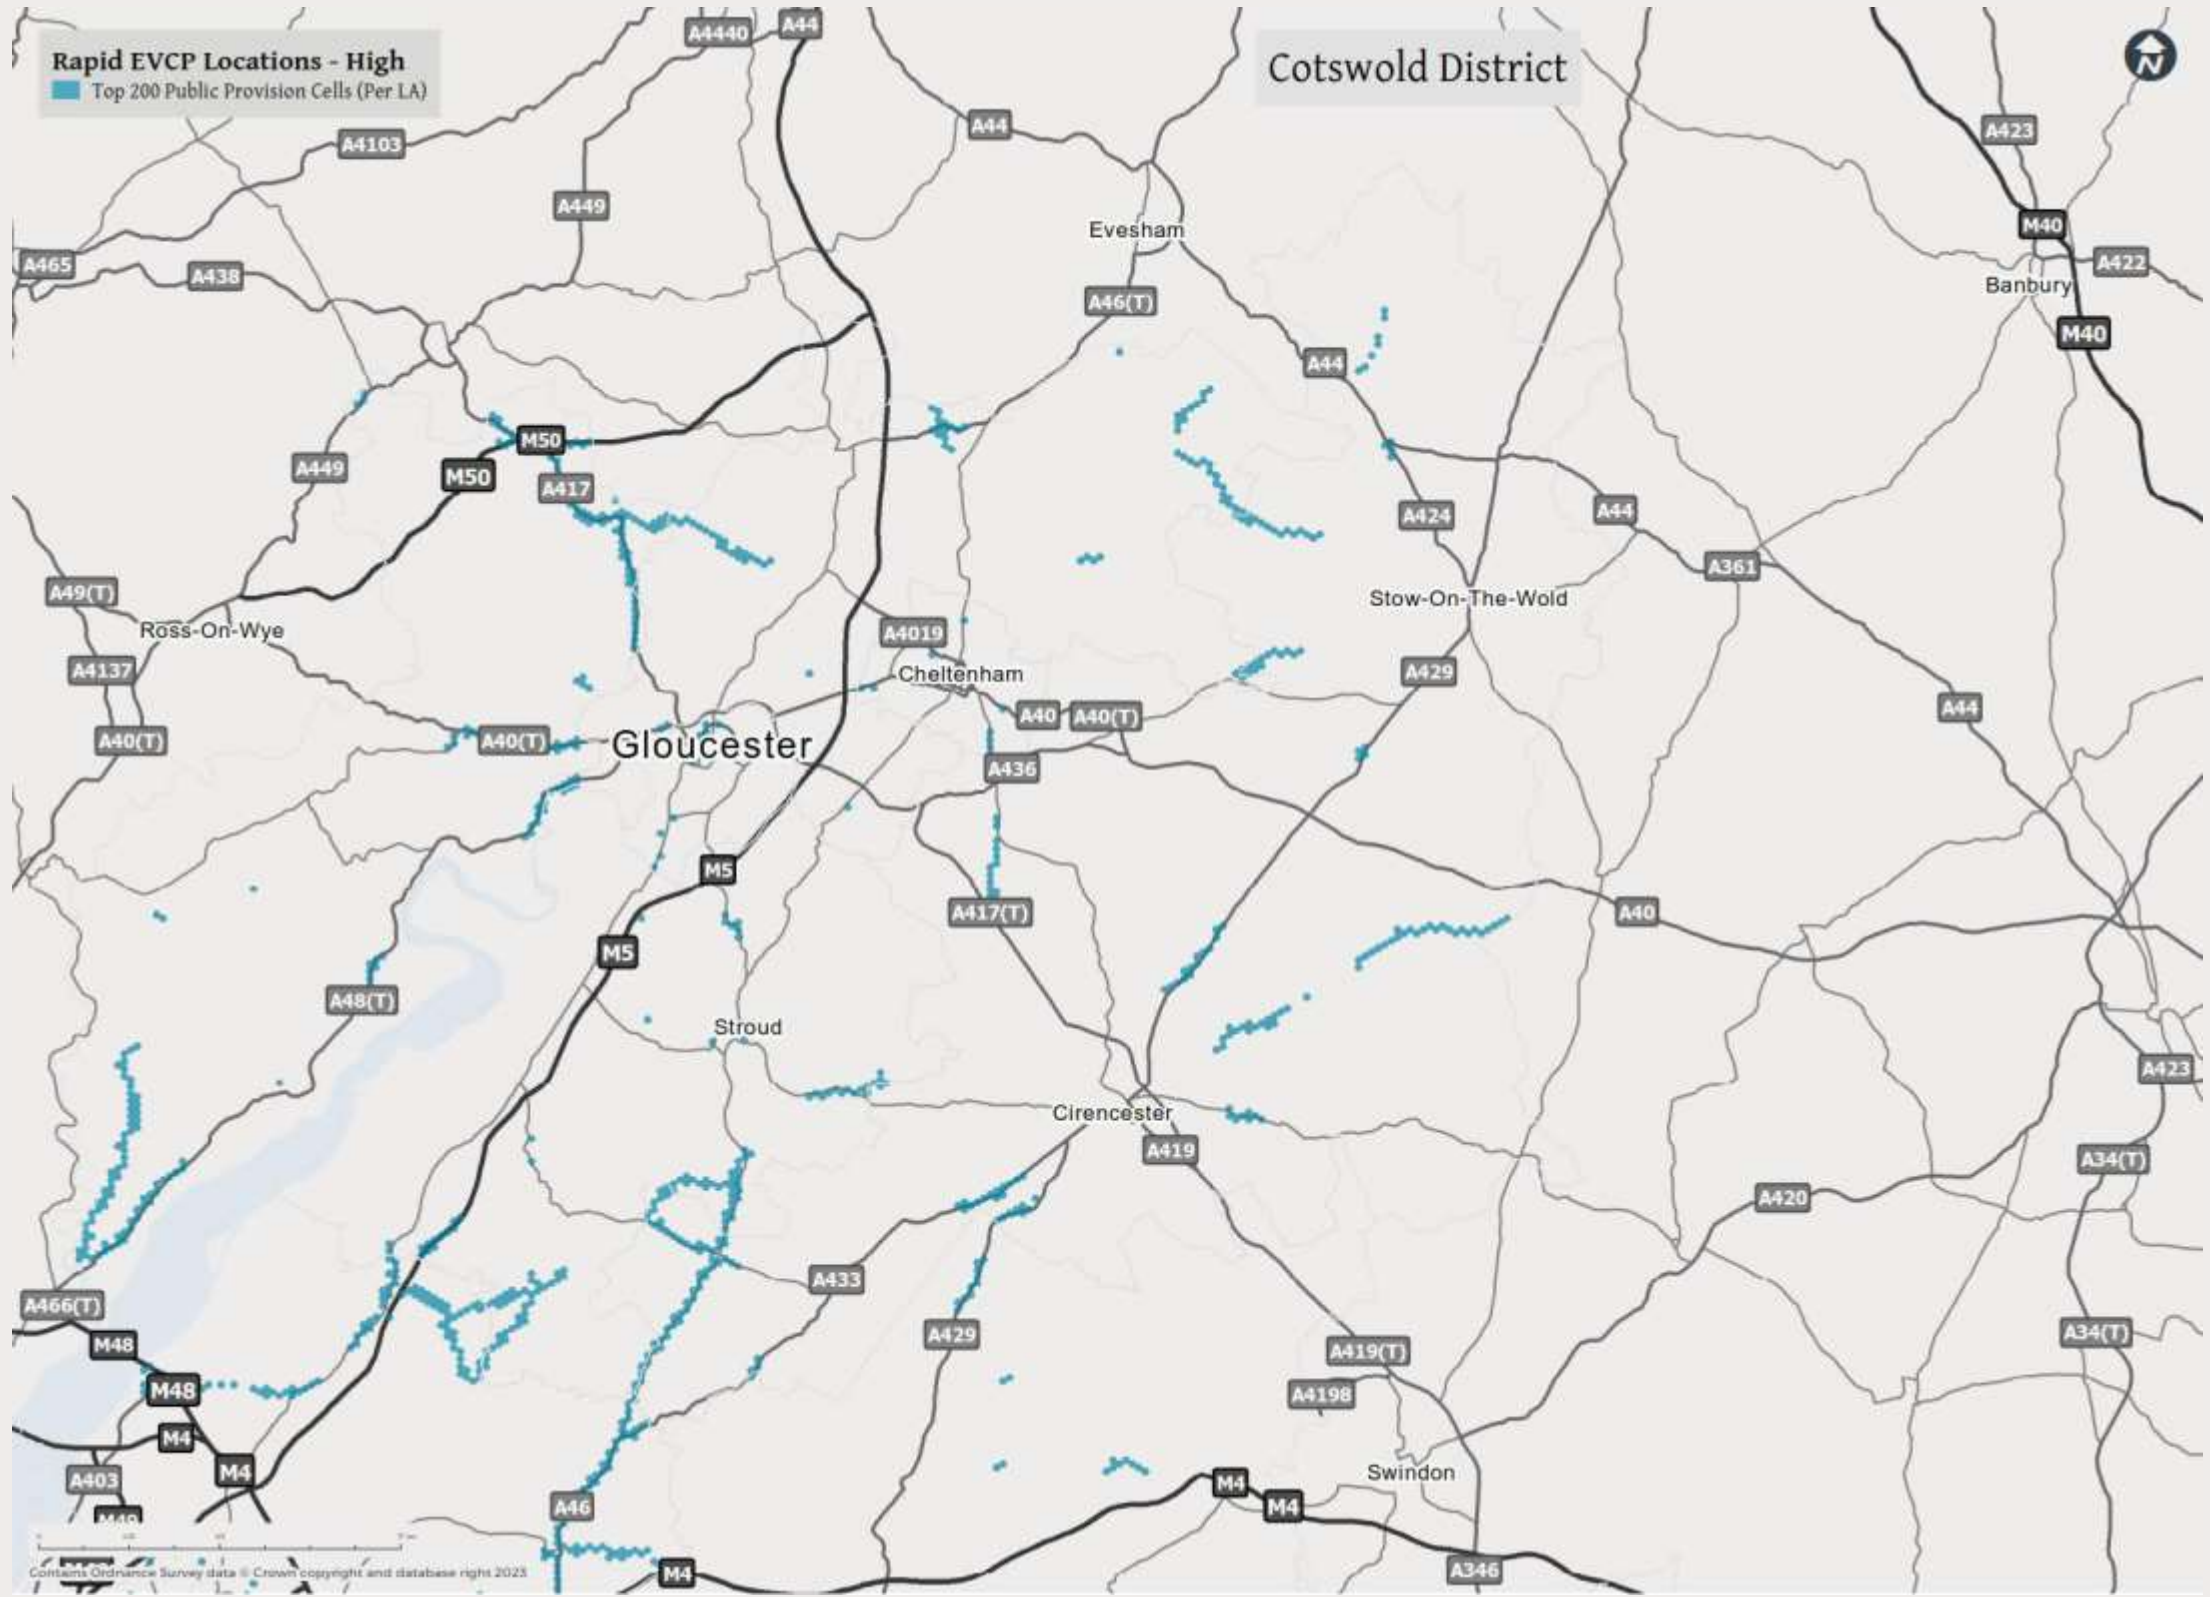 Rapid EVCP Locations - High
Top 200 Public Provision Cells (Per LA)
Cotswold District
N
A4440
A44
A4103
A44
A423
A449
M40
Evesham
A465
A438
A422
Banbury
A46(T)
M40
A44
M50
A449
M50
A417
A424
A44
A361
A49(T)
Stow-On-The-Wold
Ross-On-Wye
A4019
A4137
Cheltenham
A429
A44
A40
A40(T)
A40(T)
A40(T)
Gloucester
A436
M5
A417(T)
A40
M5
A48(T)
Stroud
A423
Cirencester
A419
A34(T)
A420
A433
A466(T)
M48
A429
A34(T)
A419(T)
M48
A4198
M4
M4
A403
Swindon
M4
M4
A46
M49
M4
A346
Contains Ordnance Survey data © Crown copyright and database right 2023